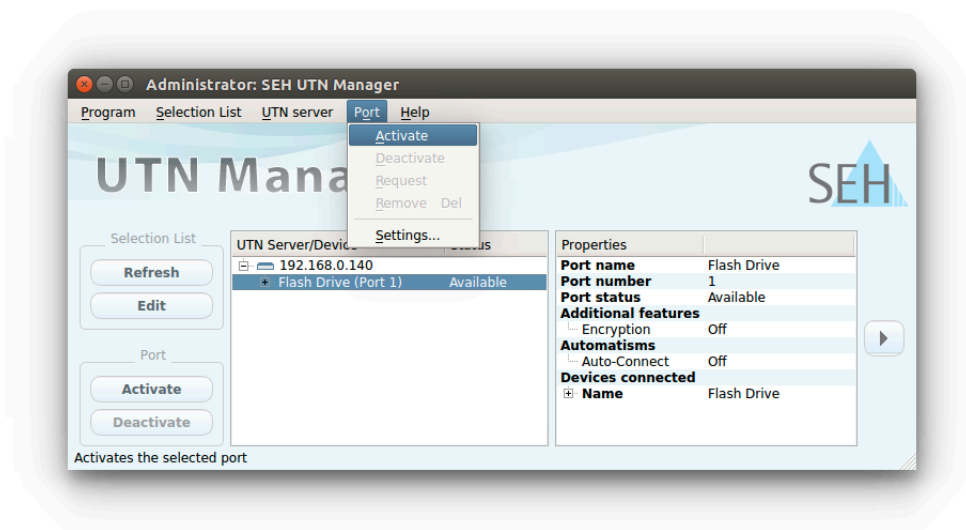 Administrator: SEH UTN Manager
Program Selection List UTN server Port Help
Activate
Deactivate
Request
Remove Del
Settings...
UTN Mana
SEH
Selection List
Refresh
Edit
Port
Activate
Deactivate
UTN Server/Device
192.168.0.140
Flash Drive (Port 1) Available
Properties
Port name Flash Drive
Port number 1
Port status Available
Additional features
Encryption Off
Automatisms
Auto-Connect Off
Devices connected
Name Flash Drive
Activates the selected port